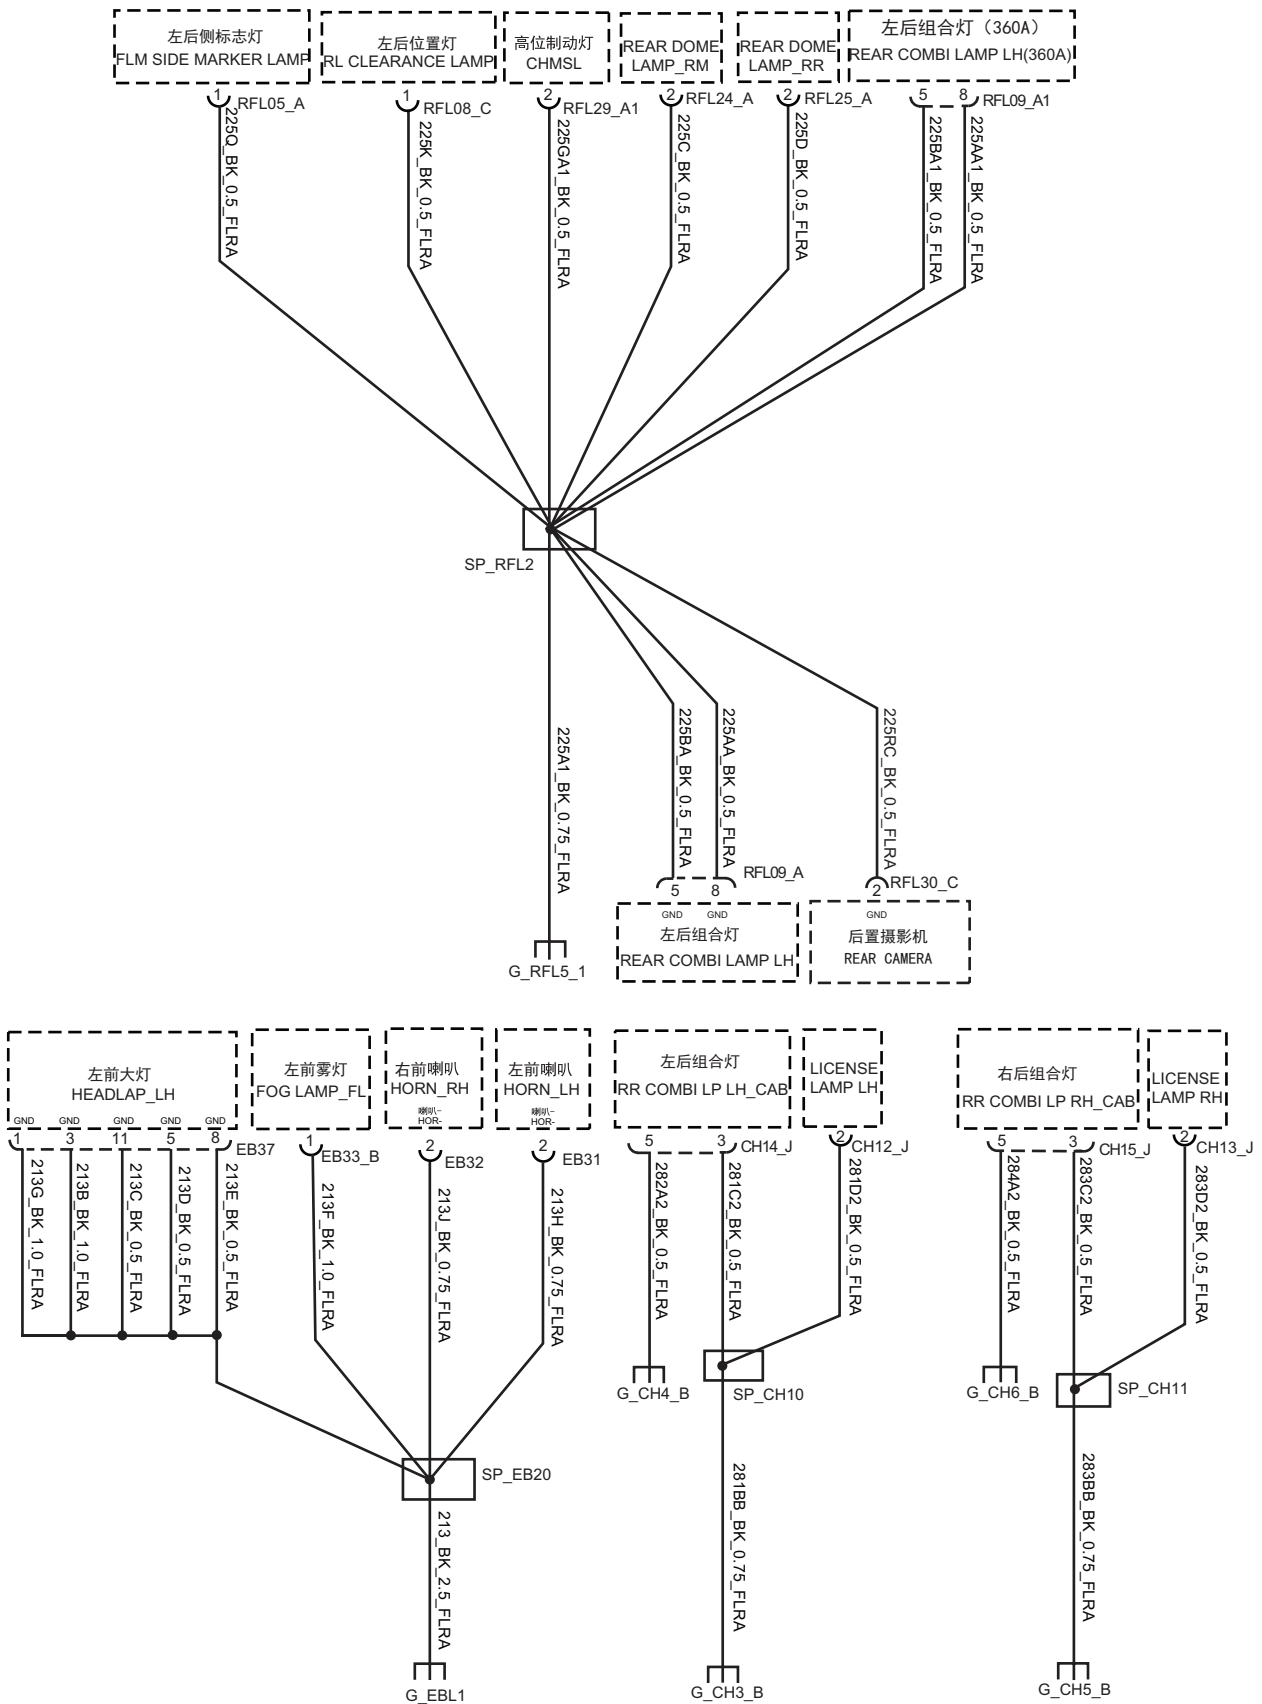 左后侧标志灯
FLM SIDE MARKER LAMP
左后位置灯
RL CLEARANCE LAMP
高位制动灯
CHMSL
REAR DOME
LAMP_RM
REAR DOME
LAMP_RR
左后组合灯（360A）
REAR COMBI LAMP LH(360A)
1
RFL05_A
1
RFL08_C
2
RFL29_A1
2
RFL24_A
2
RFL25_A
5
8
RFL09_A1
225Q_BK_0.5_FLRA
225K_BK_0.5_FLRA
225GA1_BK_0.5_FLRA
225C_BK_0.5_FLRA
225D_BK_0.5_FLRA
225BA1_BK_0.5_FLRA
225AA1_BK_0.5_FLRA
SP_RFL2
225A1_BK_0.75_FLRA
225BA_BK_0.5_FLRA
225AA_BK_0.5_FLRA
225RC_BK_0.5_FLRA
5
8
RFL09_A
2
RFL30_C
GND
GND
左后组合灯
REAR COMBI LAMP LH
GND
后置摄影机
REAR CAMERA
G_RFL5_1
左前大灯
HEADLAP_LH
GND
GND
GND
GND
GND
左前雾灯
FOG LAMP_FL
右前喇叭
HORN_RH
喇叭-
HOR-
左前喇叭
HORN_LH
喇叭-
HOR-
左后组合灯
RR COMBI LP LH_CAB
LICENSE
LAMP LH
右后组合灯
RR COMBI LP RH_CAB
LICENSE
LAMP RH
1
3
11
5
8
EB37
1
EB33_B
2
EB32
2
EB31
5
3
CH14_J
2
CH12_J
5
3
CH15_J
2
CH13_J
213G_BK_1.0_FLRA
213B_BK_1.0_FLRA
213C_BK_0.5_FLRA
213D_BK_0.5_FLRA
213E_BK_0.5_FLRA
213F_BK_1.0_FLRA
213J_BK_0.75_FLRA
213H_BK_0.75_FLRA
282A2_BK_0.5_FLRA
281C2_BK_0.5_FLRA
281D2_BK_0.5_FLRA
284A2_BK_0.5_FLRA
283C2_BK_0.5_FLRA
283D2_BK_0.5_FLRA
G_CH4_B
SP_CH10
G_CH6_B
SP_CH11
SP_EB20
213_BK_2.5_FLRA
281BB_BK_0.75_FLRA
283BB_BK_0.75_FLRA
G_EBL1
G_CH3_B
G_CH5_B